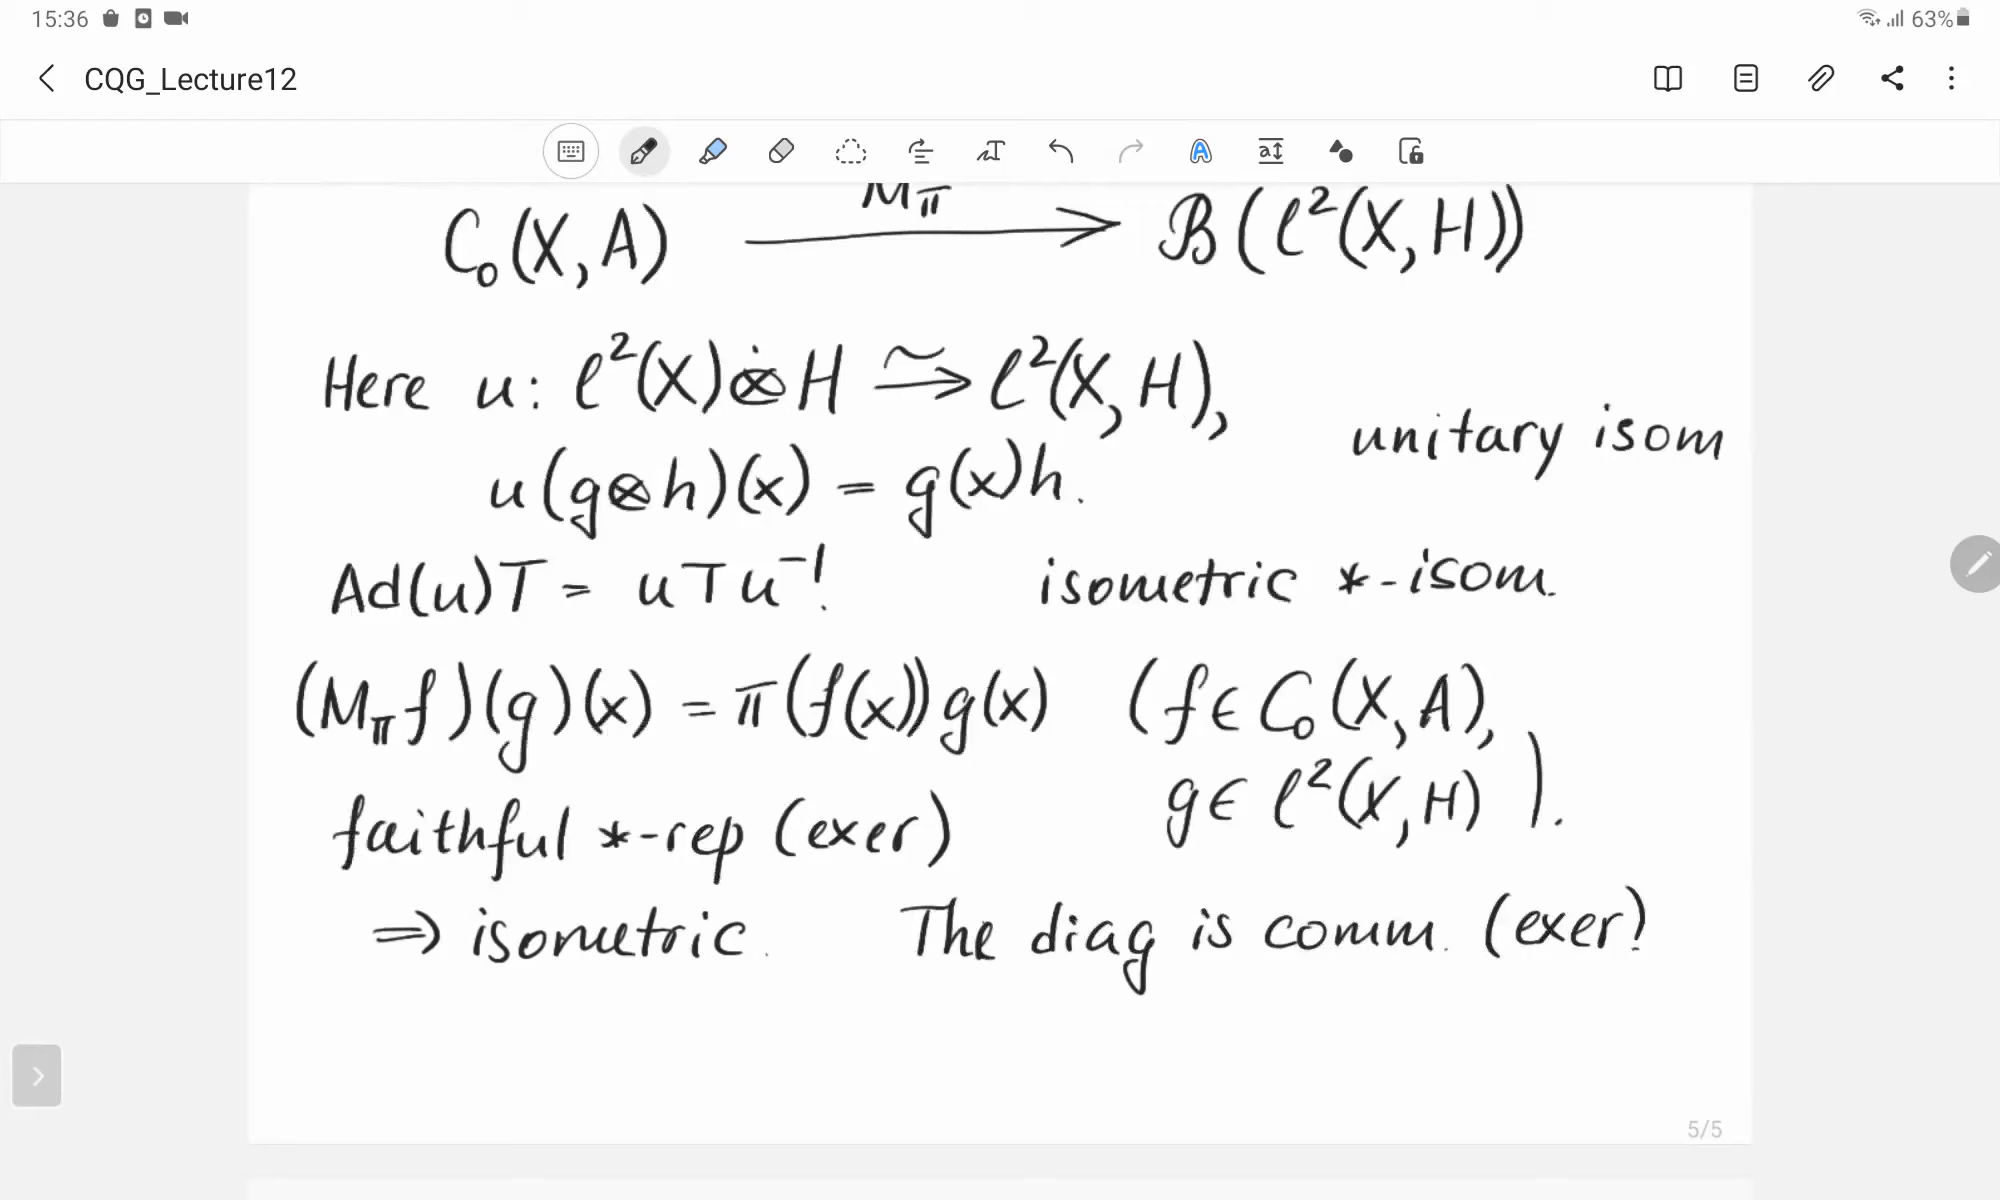 15:36
63%
CQG_Lecture12
C₀(X,A) —M_π→ B(ℓ²(X,H))
Here u: ℓ²(X) ⊗̇ H ⥲ ℓ²(X,H),
unitary isom
u(g⊗h)(x) = g(x)h.
Ad(u)T = uTu⁻¹. isometric *-isom.
(M_π f)(g)(x) = π(f(x))g(x) (f∈C₀(X,A),
g∈ ℓ²(X,H) ).
faithful *-rep (exer)
⇒ isometric. The diag is comm. (exer)
5/5